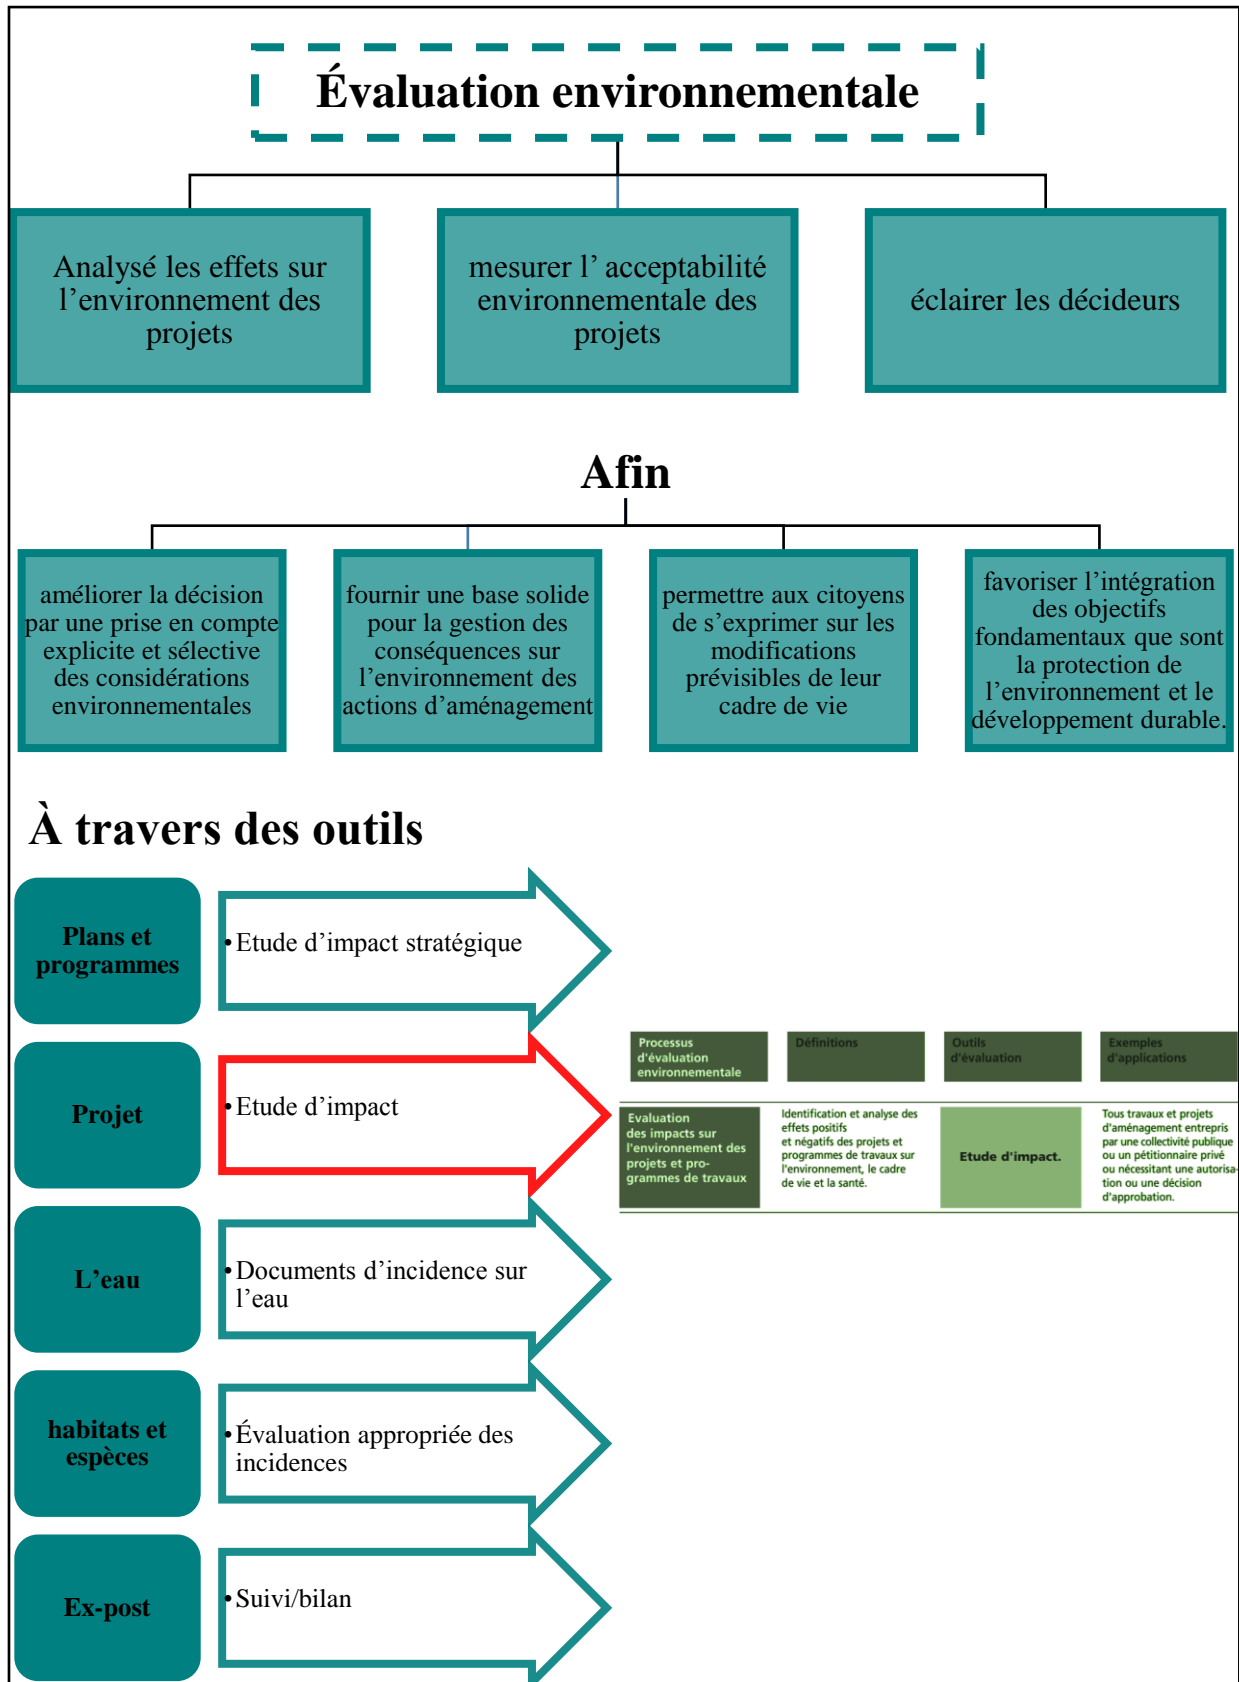 Évaluation environnementale
Analysé les effets sur
l’environnement des
projets
mesurer l’ acceptabilité
environnementale des
projets
éclairer les décideurs
Afin
améliorer la décision
par une prise en compte
explicite et sélective
des considérations
environnementales
fournir une base solide
pour la gestion des
conséquences sur
l’environnement des
actions d’aménagement
permettre aux citoyens
de s’exprimer sur les
modifications
prévisibles de leur
cadre de vie
favoriser l’intégration
des objectifs
fondamentaux que sont
la protection de
l’environnement et le
développement durable.
À travers des outils
Plans et
programmes
•Etude d’impact stratégique
Projet
•Etude d’impact
Processus
d'évaluation
environnementale
Définitions
Outils
d'évaluation
Exemples
d'applications
Evaluation
des impacts sur
l'environnement des
projets et pro-
grammes de travaux
Identification et analyse des
effets positifs
et négatifs des projets et
programmes de travaux sur
l'environnement, le cadre
de vie et la santé.
Etude d'impact.
Tous travaux et projets
d'aménagement entrepris
par une collectivité publique
ou un pétitionnaire privé
ou nécessitant une autorisa-
tion ou une décision
d'approbation.
L’eau
•Documents d’incidence sur
l’eau
habitats et
espèces
•Évaluation appropriée des
incidences
Ex-post
•Suivi/bilan